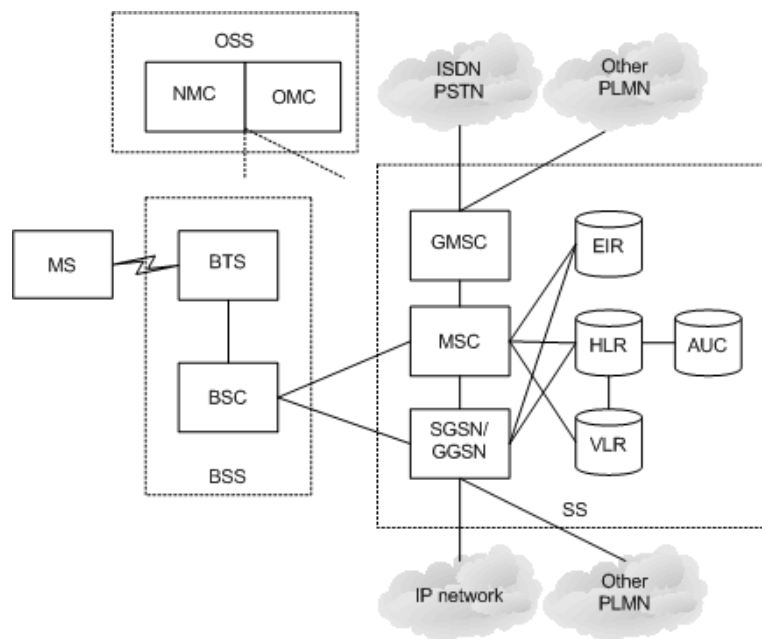 OSS
NMC
OMC
ISDN
PSTN
Other
PLMN
MS
BTS
BSC
BSS
GMSC
EIR
MSC
HLR
AUC
SGSN/
GGSN
VLR
SS
IP network
Other
PLMN